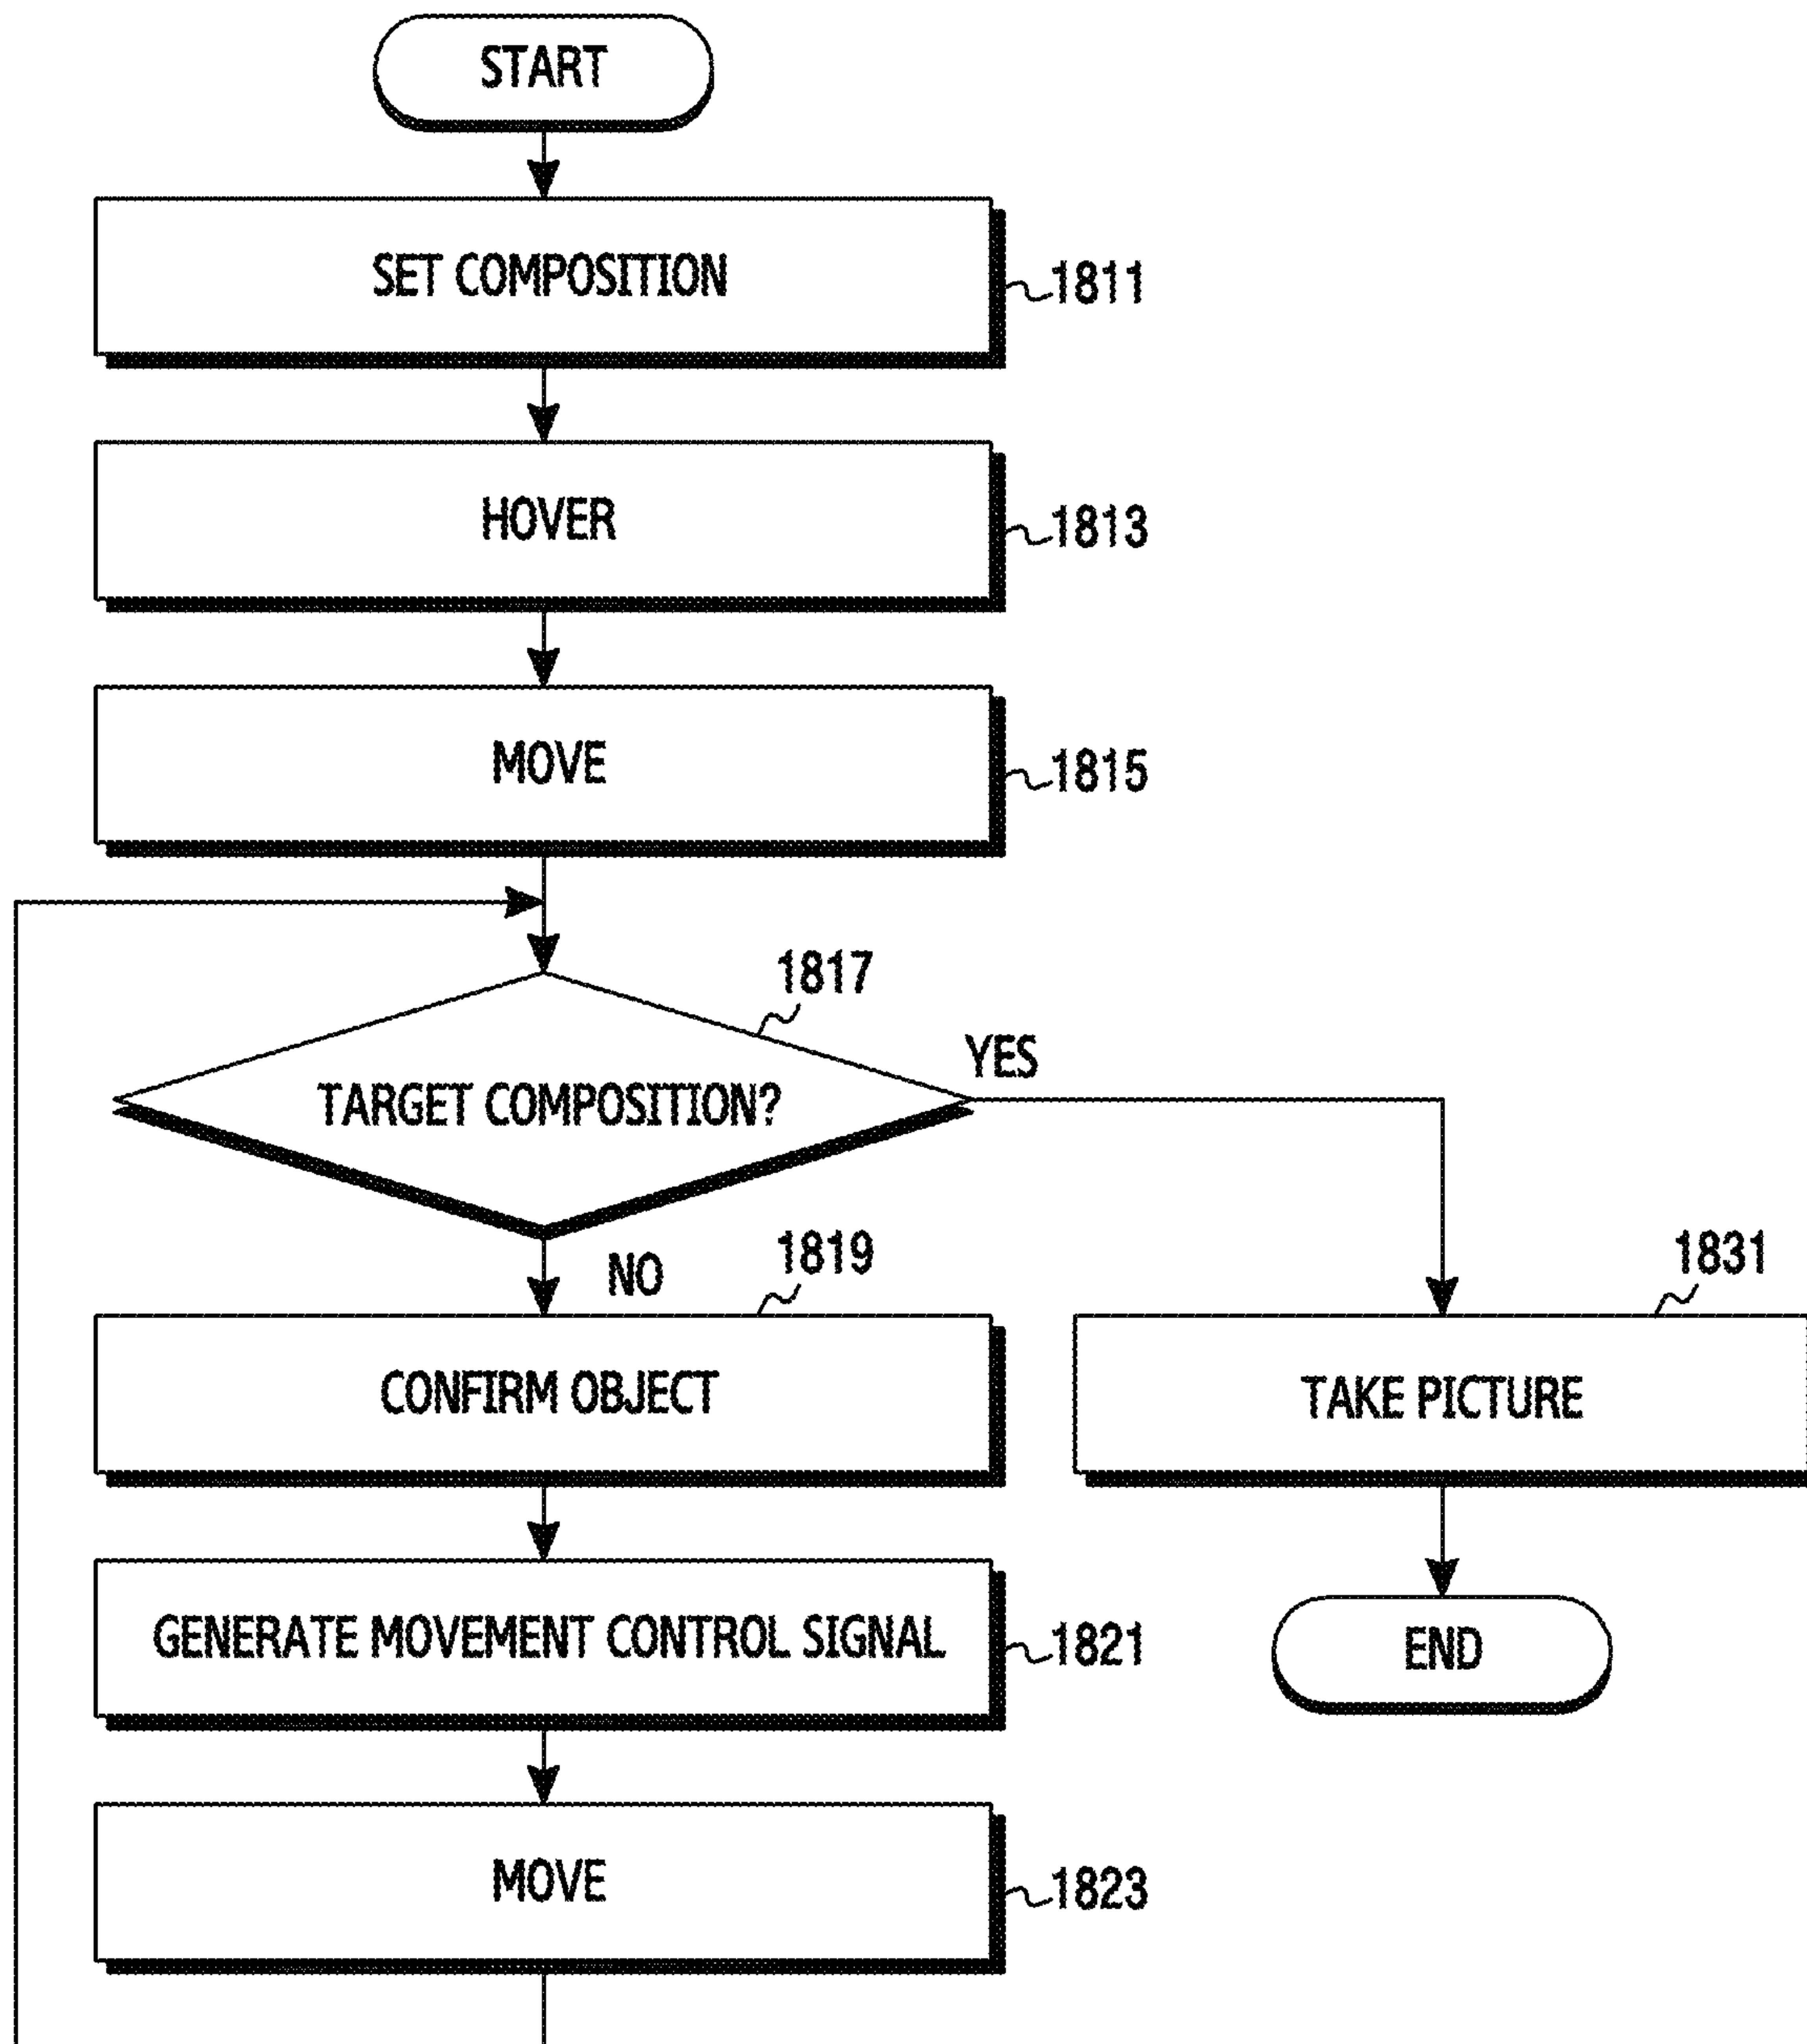 START
SET COMPOSITION
1811
HOVER
1813
MOVE
1815
1817
YES
TARGET COMPOSITION?
NO
1819
1831
CONFIRM OBJECT
TAKE PICTURE
GENERATE MOVEMENT CONTROL SIGNAL
1821
END
MOVE
1823